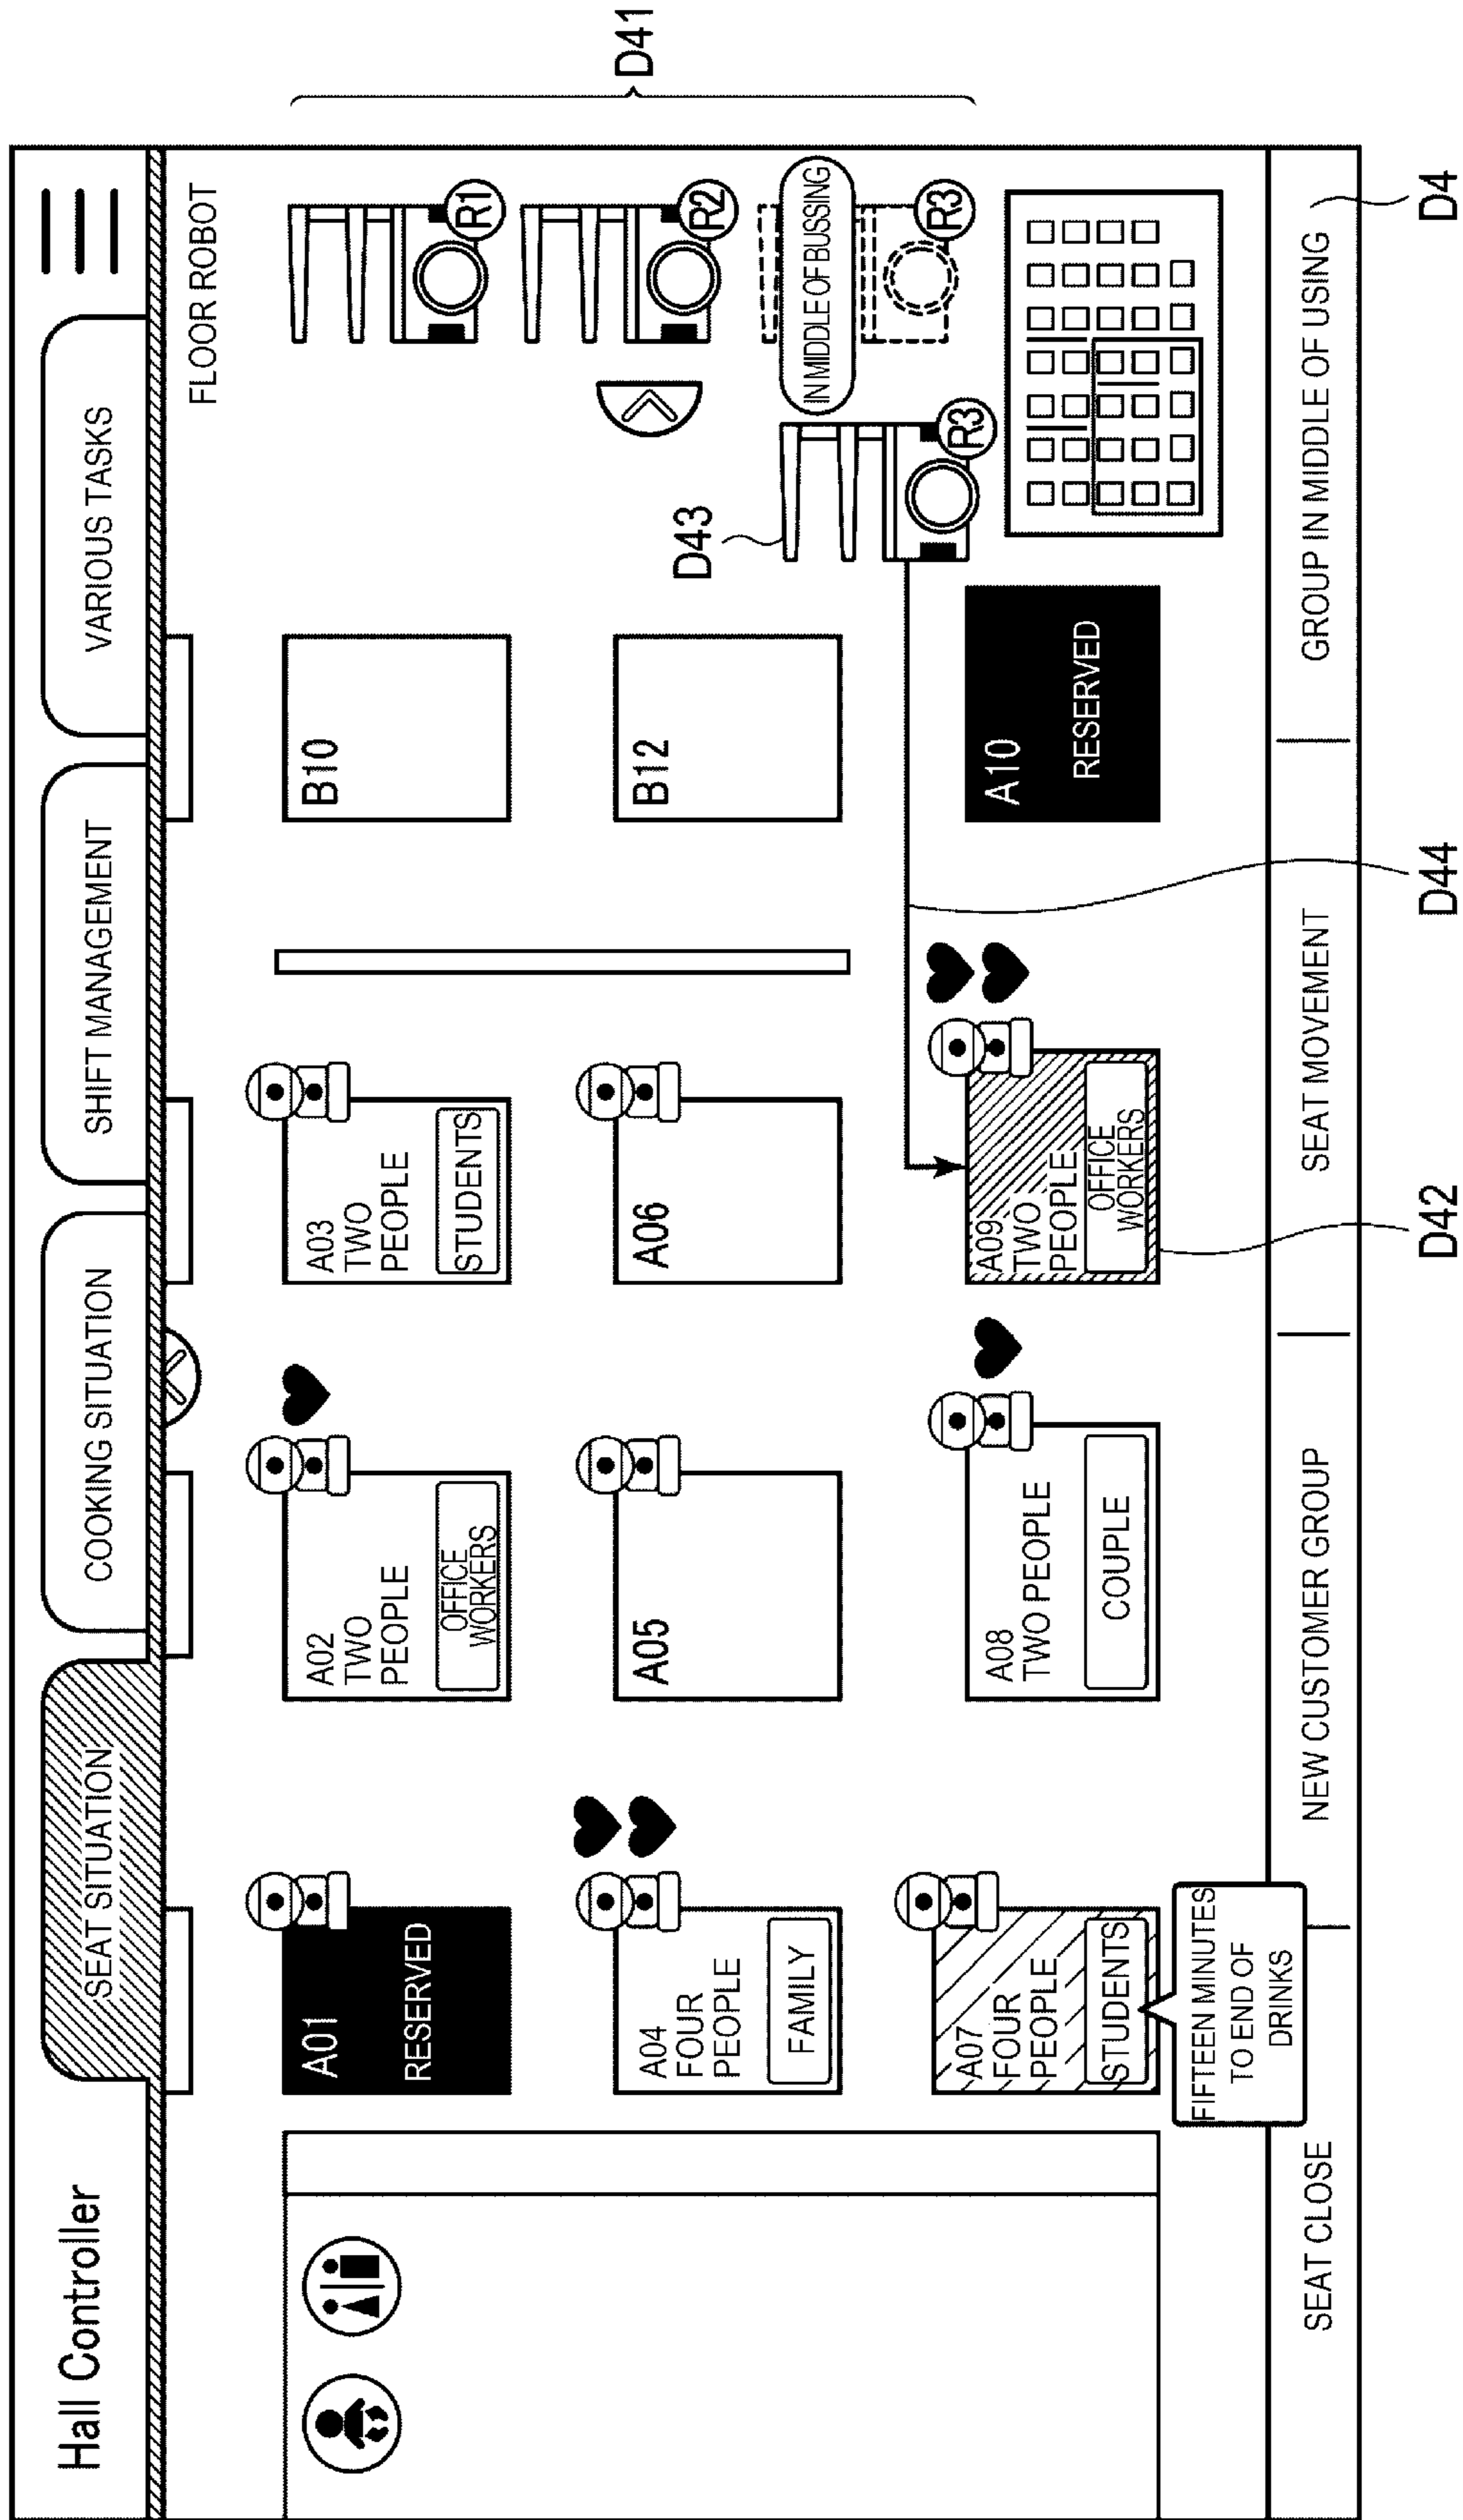 Hall Controller
SEAT SITUATION
COOKING SITUATION
SHIFT MANAGEMENT
VARIOUS TASKS
FLOOR ROBOT
A01
RESERVED
A02
TWO
PEOPLE
OFFICE
WORKERS
A03
TWO
PEOPLE
STUDENTS
B10
R1
R2
D41
A04
FOUR
PEOPLE
FAMILY
A05
A06
B12
D43
IN MIDDLE OF BUSSING
R3
R3
A07
FOUR
PEOPLE
STUDENTS
FIFTEEN MINUTES
TO END OF
DRINKS
A08
TWO PEOPLE
COUPLE
A09
TWO
PEOPLE
OFFICE
WORKERS
A10
RESERVED
SEAT CLOSE
NEW CUSTOMER GROUP
SEAT MOVEMENT
GROUP IN MIDDLE OF USING
D42
D44
D4